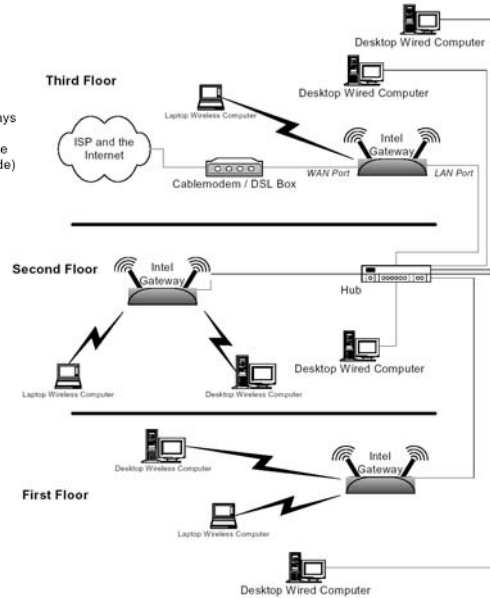 Desktop Wired Computer
Third Floor
Desktop Wired Computer
Laptop Wireless Computer
ISP and the
Internet
Intel
Gateway
WAN Port
LAN Port
Cablemodem / DSL Box
Second Floor
Intel
Gateway
Hub
Laptop Wireless Computer
Desktop Wireless Computer
Desktop Wired Computer
Desktop Wireless Computer
Intel
Gateway
First Floor
Laptop Wireless Computer
Desktop Wired Computer